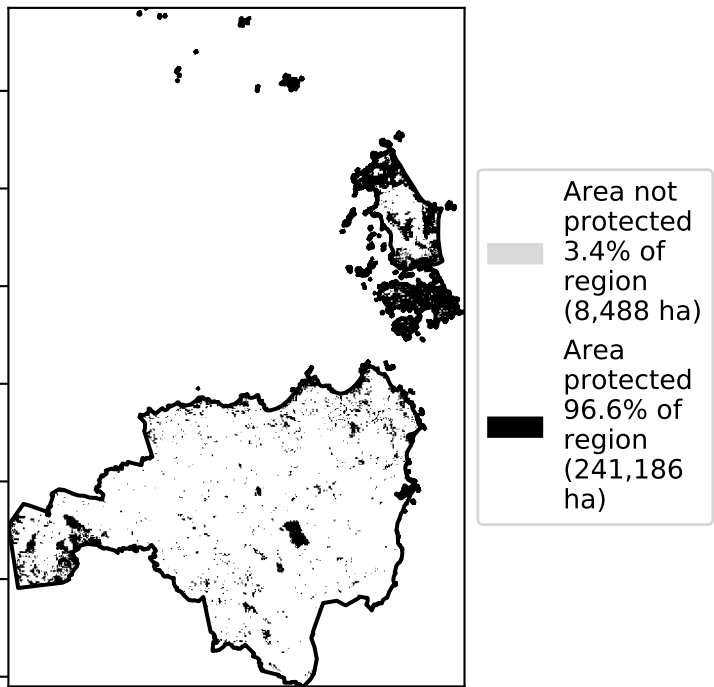 Area not
protected
3.4% of
region
(8,488 ha)
Area
protected
96.6% of
region
(241,186
ha)